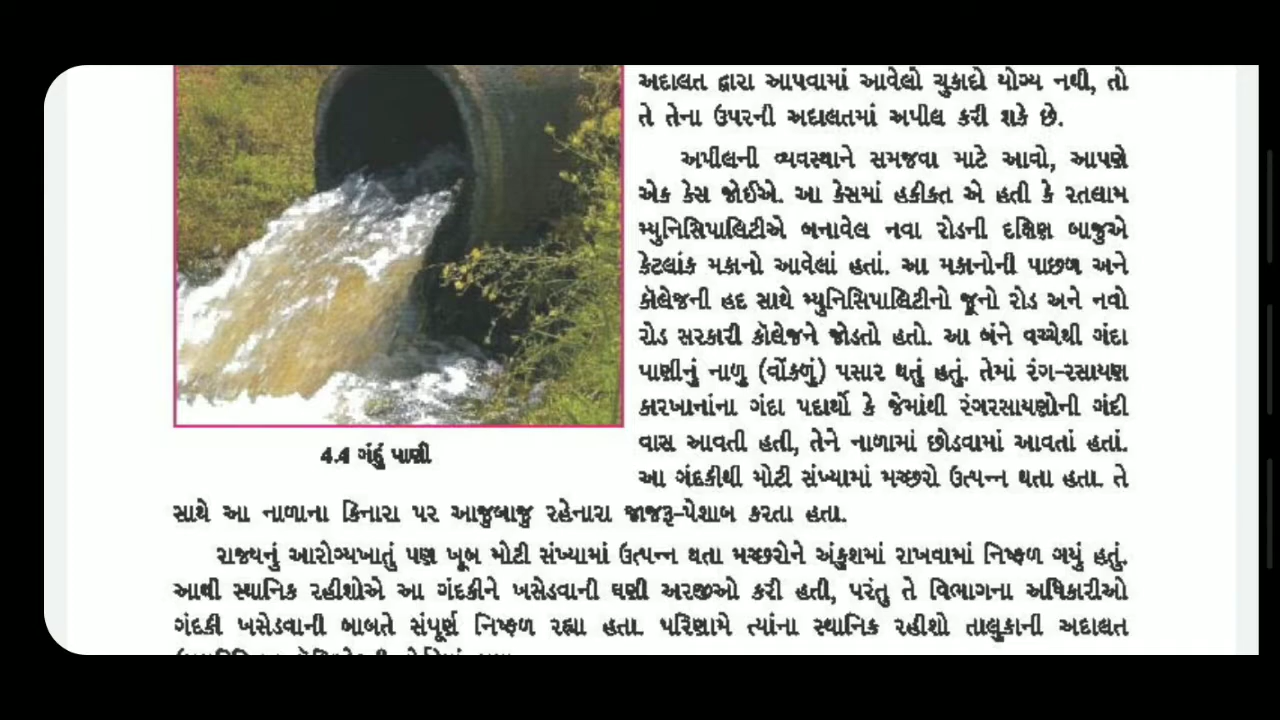 અદાલત દ્વારા આપવામાં આવેલો ચુકાદો યોગ્ય નથી, તો
તે તેના ઉપરની અદાલતમાં અપીલ કરી શકે છે.
અપીલની વ્યવસ્થાને સમજવા માટે આવો, આપણે
એક કેસ જોઈએ. આ કેસમાં હકીકત એ હતી કે રતલામ
મ્યુનિસિપાલિટીએ બનાવેલ નવા રોડની દક્ષિણ બાજુએ
કેટલાંક મકાનો આવેલાં હતાં. આ મકાનોની પાછળ અને
કૉલેજની હદ સાથે મ્યુનિસિપાલિટીનો જૂનો રોડ અને નવો
રોડ સરકારી કૉલેજને જોડતો હતો. આ બંને વચ્ચેથી ગંદા
પાણીનું નાળુ (વોંકળું) પસાર થતું હતું. તેમાં રંગ-રસાયણ
કારખાનાંના ગંદા પદાર્થો કે જેમાંથી રંગરસાયણોની ગંદી
વાસ આવતી હતી, તેને નાળામાં છોડવામાં આવતાં હતાં.
આ ગંદકીથી મોટી સંખ્યામાં મચ્છરો ઉત્પન્ન થતા હતા. તે
4.4 ગંદું પાણી
સાથે આ નાળાના કિનારા પર આજુબાજુ રહેનારા જાજરૂ-પેશાબ કરતા હતા.
રાજ્યનું આરોગ્યખાતું પણ ખૂબ મોટી સંખ્યામાં ઉત્પન્ન થતા મચ્છરોને અંકુશમાં રાખવામાં નિષ્ફળ ગયું હતું.
આથી સ્થાનિક રહીશોએ આ ગંદકીને ખસેડવાની ઘણી અરજીઓ કરી હતી, પરંતુ તે વિભાગના અધિકારીઓ
ગંદકી ખસેડવાની બાબતે સંપૂર્ણ નિષ્ફળ રહ્યા હતા. પરિણામે ત્યાંના સ્થાનિક રહીશો તાલુકાની અદાલત